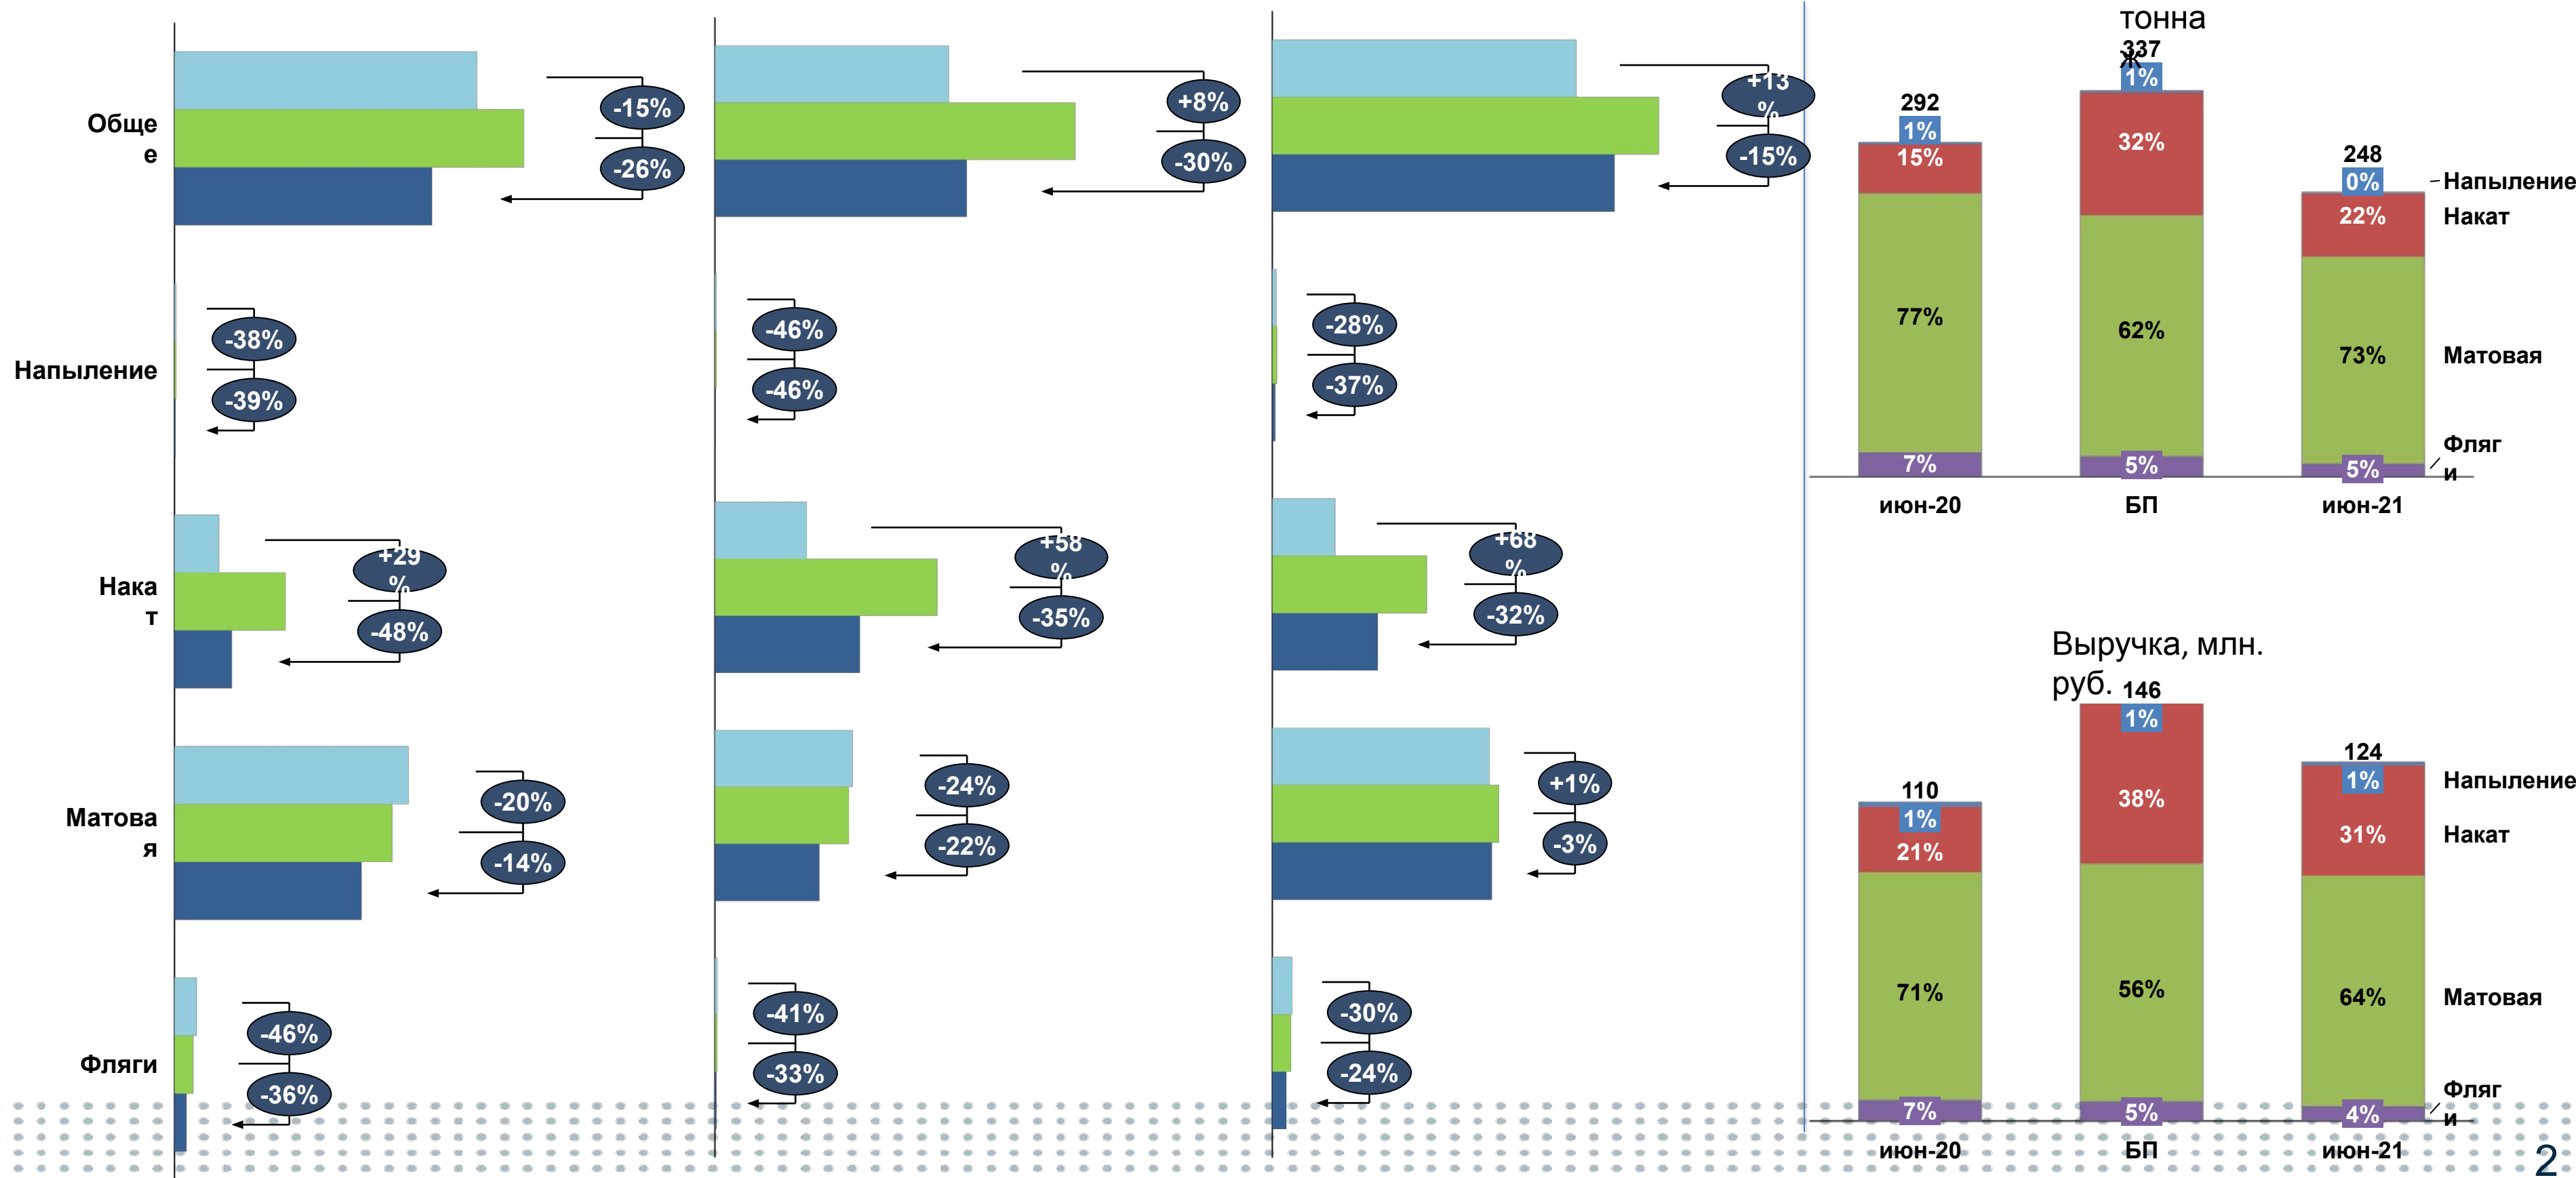 Обще
е
-15%
-26%
+8%
-30%
+13
%
-15%
Напыление
-38%
-39%
-46%
-46%
-28%
-37%
Нака
т
+29
%
-48%
+58
%
-35%
+68
%
-32%
Матова
я
-20%
-14%
-24%
-22%
+1%
-3%
Фляги
-46%
-36%
-41%
-33%
-30%
-24%
тонна
ж
292
1%
15%
77%
7%
337
1%
32%
62%
5%
248
0%
22%
73%
5%
Напыление
Накат
Матовая
Фляг
и
июн-20
БП
июн-21
Выручка, млн.
руб.
110
1%
21%
71%
7%
146
1%
38%
56%
5%
124
1%
31%
64%
4%
Напыление
Накат
Матовая
Фляг
и
июн-20
БП
июн-21
2